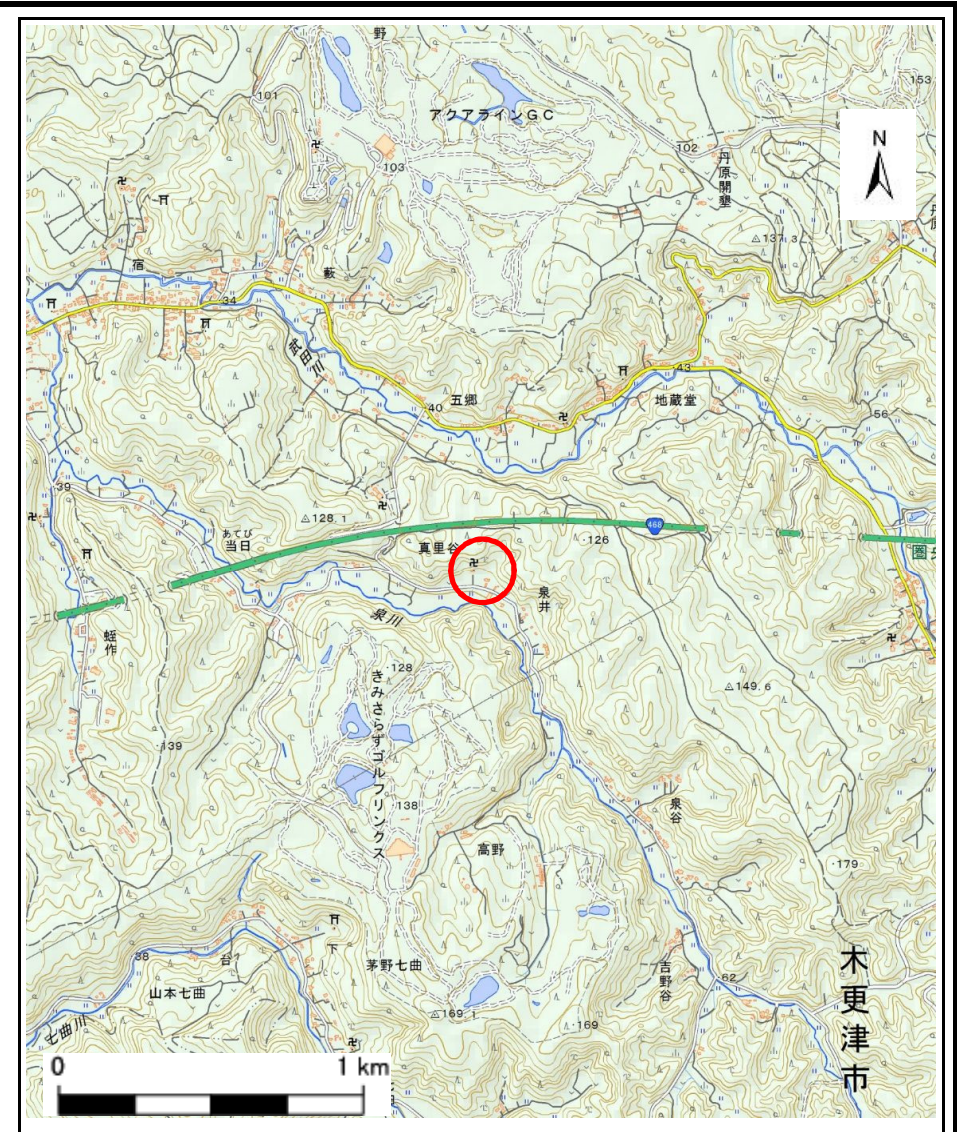 野
153
アクアラインGC
101
102
103
丹原開墾
N
137.3
宿
藪
34
武田川
43
五郷
地蔵堂
40
56
39
128.1
468
あてび
当日
真里谷
126
圏央
泉井
泉川
蛭作
128
149.6
きみさらずゴルフリンクス
139
138
泉谷
高野
179
下
38
台
茅野七曲
木更津市
吉野谷
62
山本七曲
169.1
169
七曲川
0
1 km